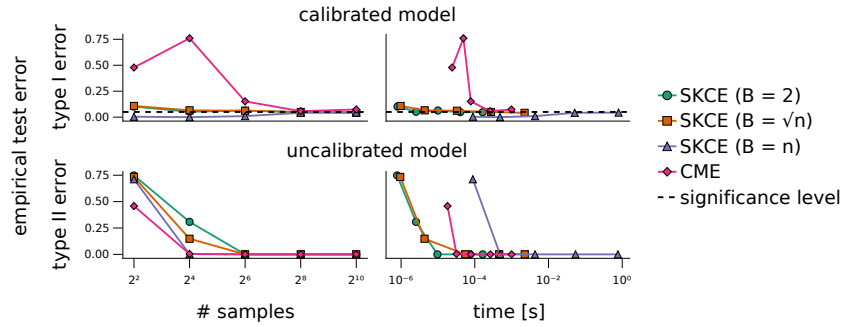 calibrated model
empirical test error
type I error
0.75
0.50
0.25
0.00
uncalibrated model
type II error
0.75
0.50
0.25
0.00
2² 2⁴ 2⁶ 2⁸ 2¹⁰
# samples
10⁻⁶ 10⁻⁴ 10⁻² 10⁰
time [s]
SKCE (B = 2)
SKCE (B = √n)
SKCE (B = n)
CME
significance level